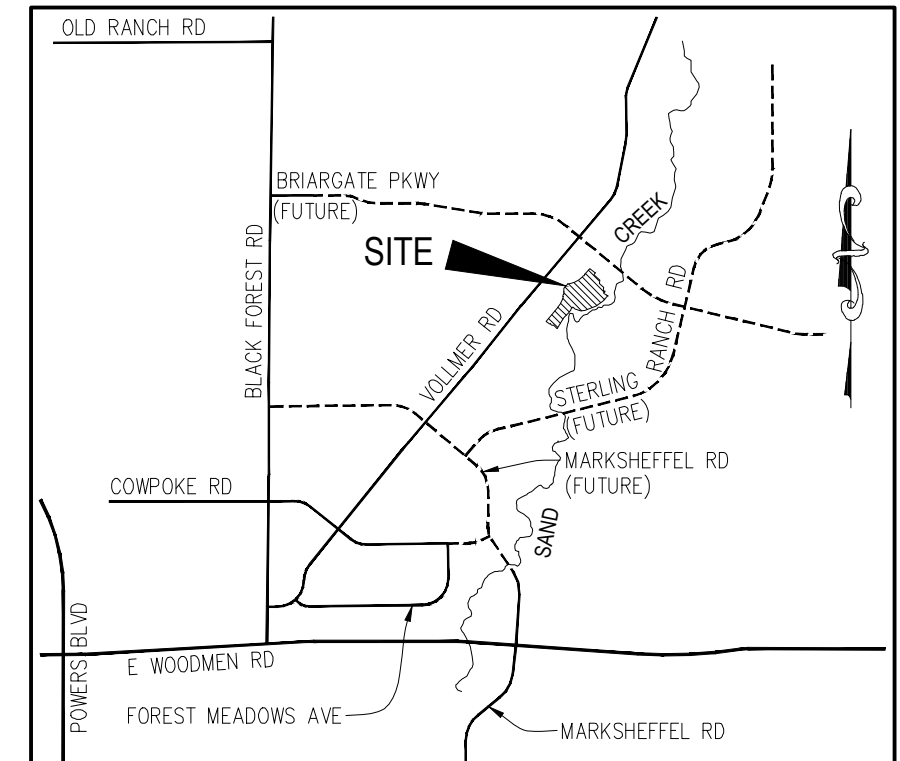 OLD RANCH RD
BRIARGATE PKWY
(FUTURE)
CREEK
SITE
BLACK FOREST RD
VOLLMER RD
RANCH RD
STERLING
(FUTURE)
MARKSHEFFEL RD
(FUTURE)
COWPOKE RD
SAND
POWERS BLVD
E WOODMEN RD
FOREST MEADOWS AVE
MARKSHEFFEL RD